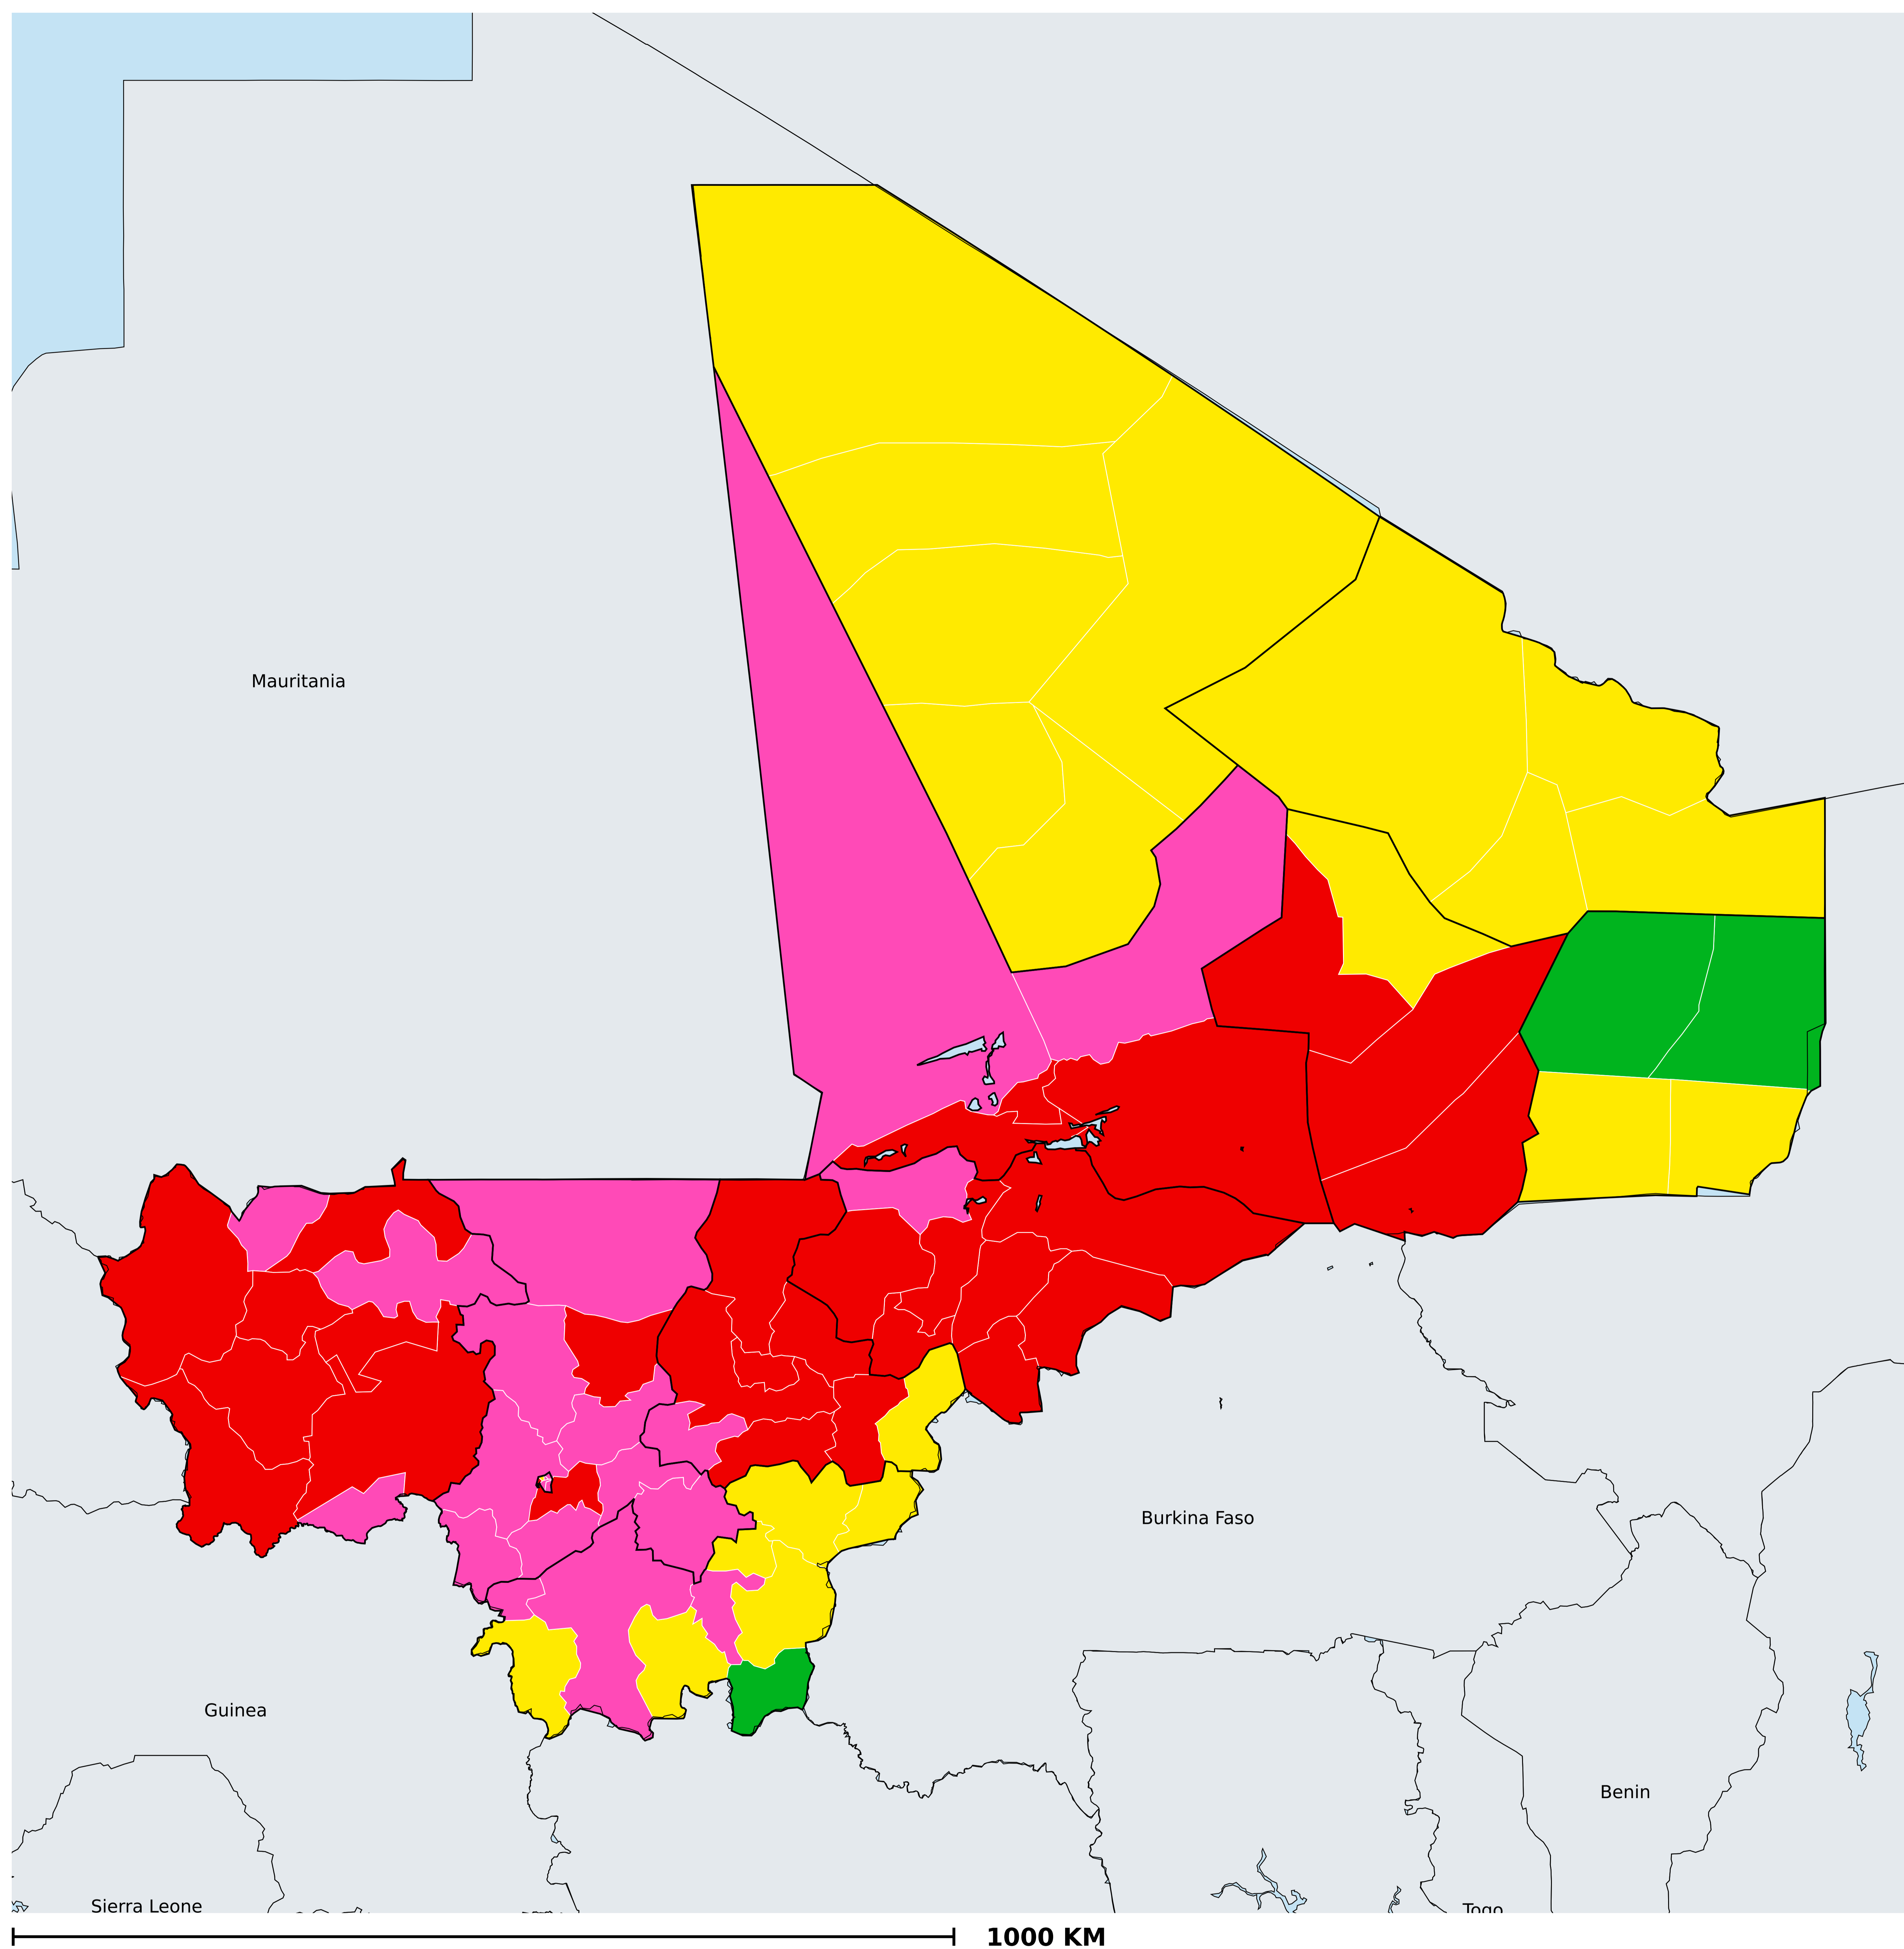 Mauritania
Burkina Faso
Guinea
Benin
Sierra Leone
Togo
1000 KM